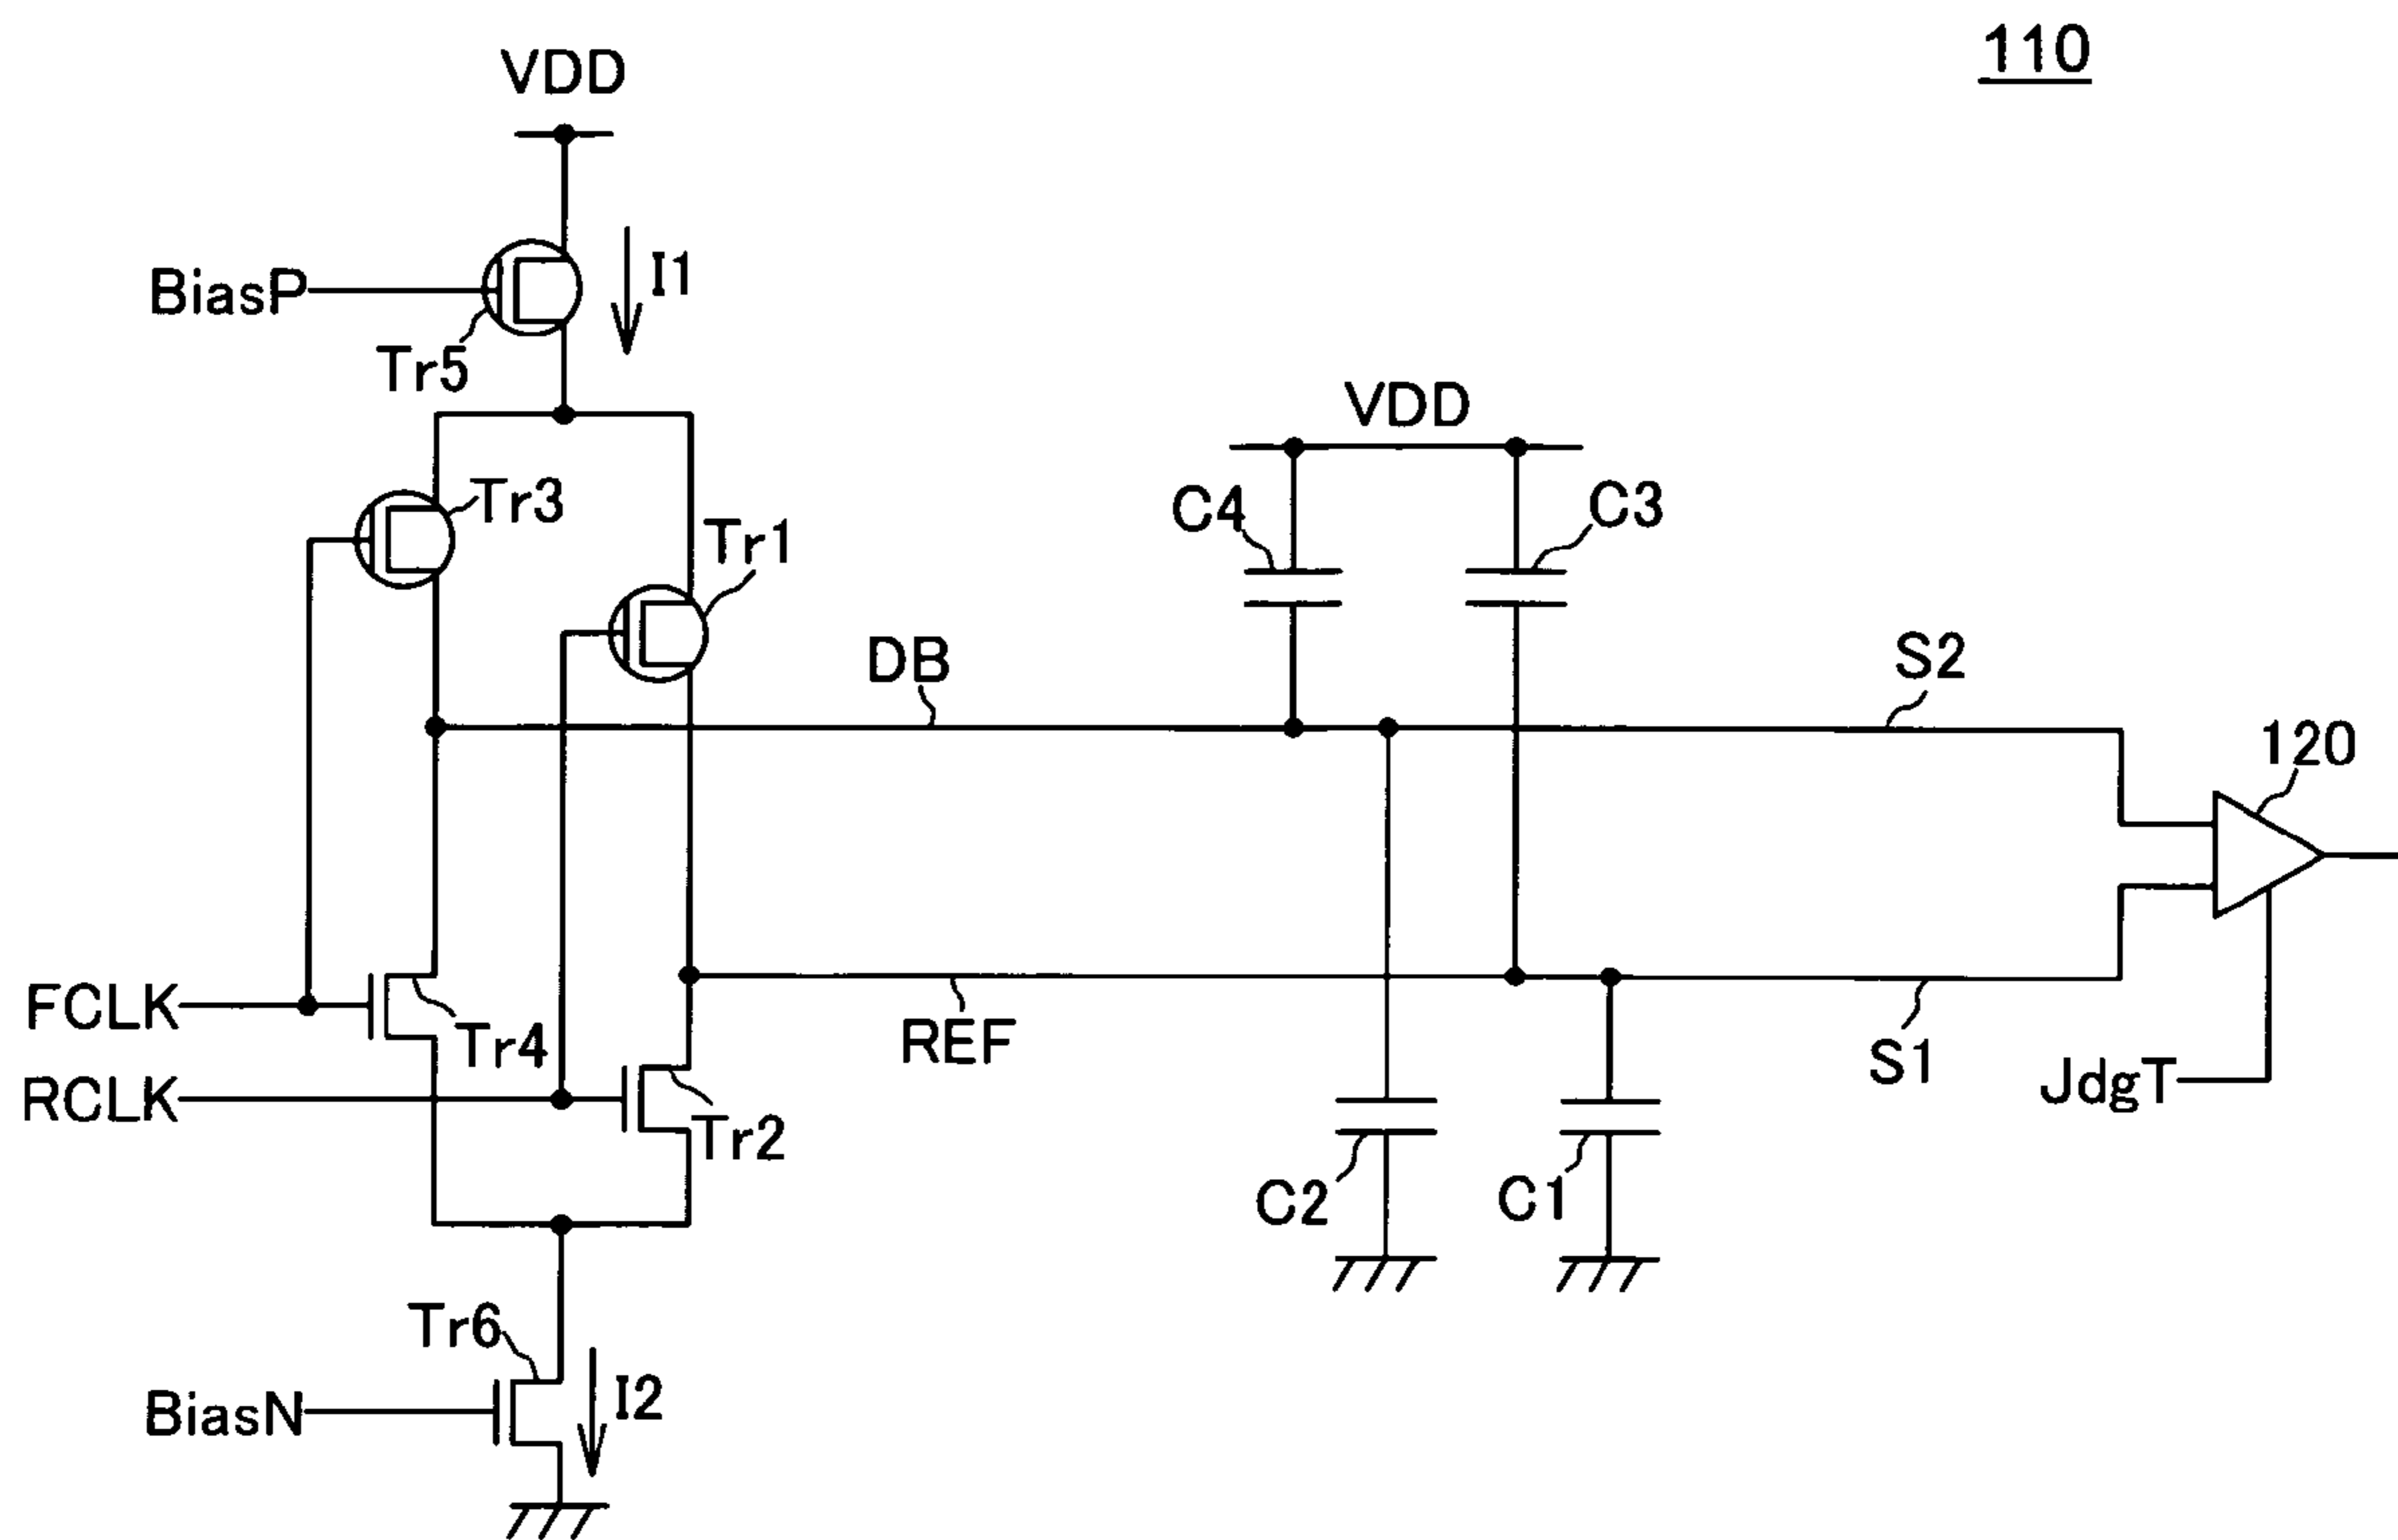 110
VDD
BiasP
I1
Tr5
VDD
Tr3
C4
C3
Tr1
DB
S2
120
FCLK
Tr4
REF
S1
JdgT
RCLK
Tr2
C2
C1
Tr6
BiasN
I2